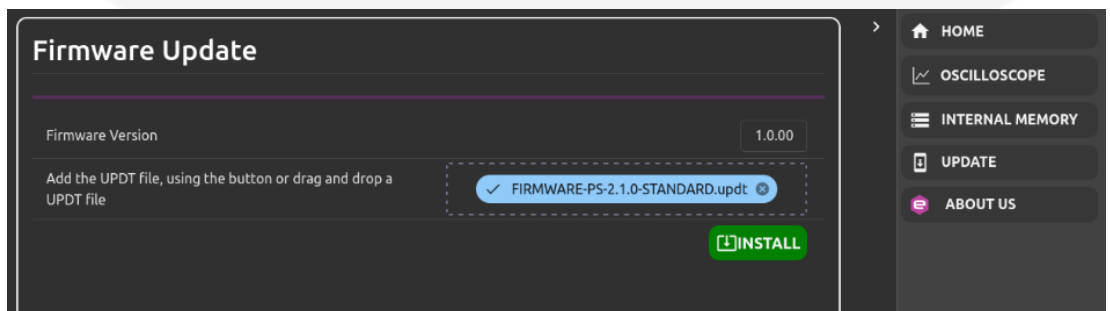 Firmware Update
Firmware Version
1.0.00
Add the UPDT file, using the button or drag and drop a
UPDT file
FIRMWARE-PS-2.1.0-STANDARD.updt
INSTALL
HOME
OSCILLOSCOPE
INTERNAL MEMORY
UPDATE
ABOUT US